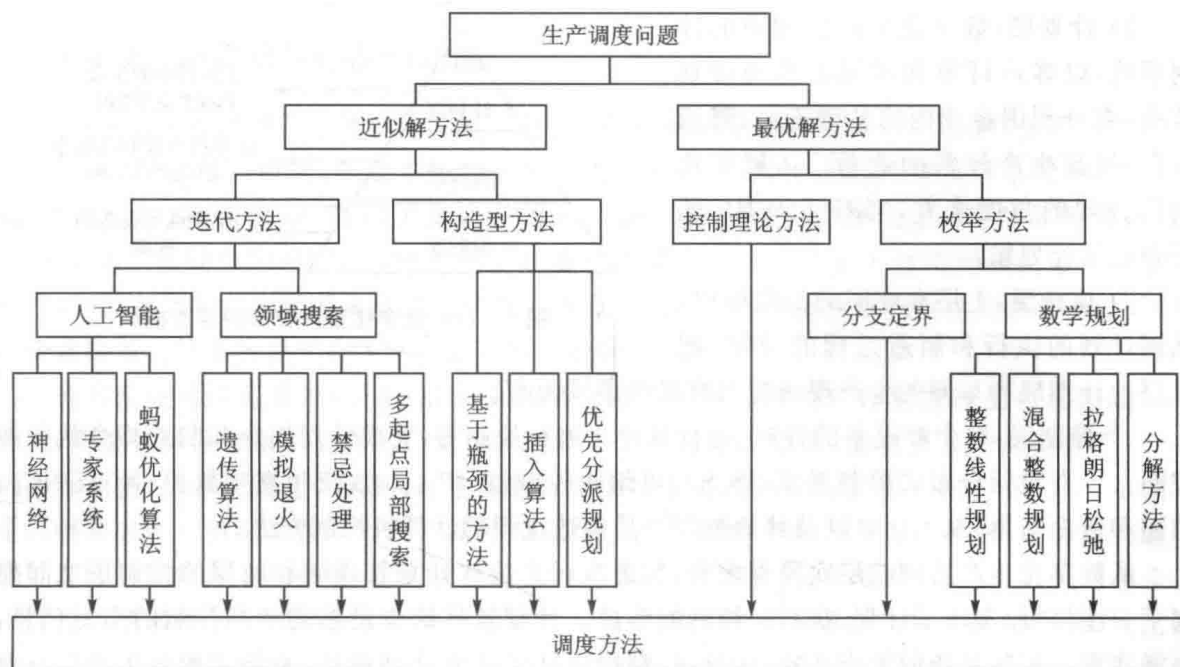 生产调度问题
近似解方法
最优解方法
迭代方法
构造型方法
控制理论方法
枚举方法
人工智能
领域搜索
分支定界
数学规划
神经网络
专家系统
蚂蚁优化算法
遗传算法
模拟退火
禁忌处理
多起点局部搜索
基于瓶颈的方法
插入算法
优先分派规划
整数线性规划
混合整数规划
拉格朗日松弛
分解方法
调度方法